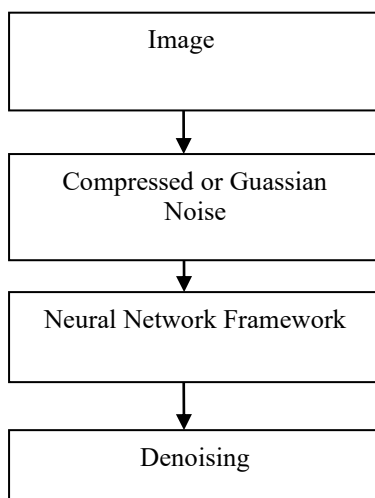 Image
Compressed or Guassian
Noise
Neural Network Framework
Denoising